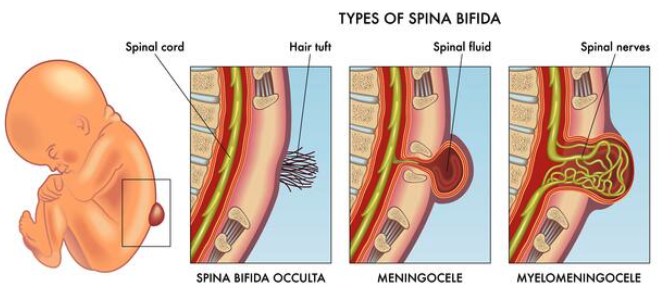 TYPES OF SPINA BIFIDA
Spinal cord
Hair tuft
Spinal fluid
Spinal nerves
SPINA BIFIDA OCCULTA
MENINGOCELE
MYELOMENINGOCELE